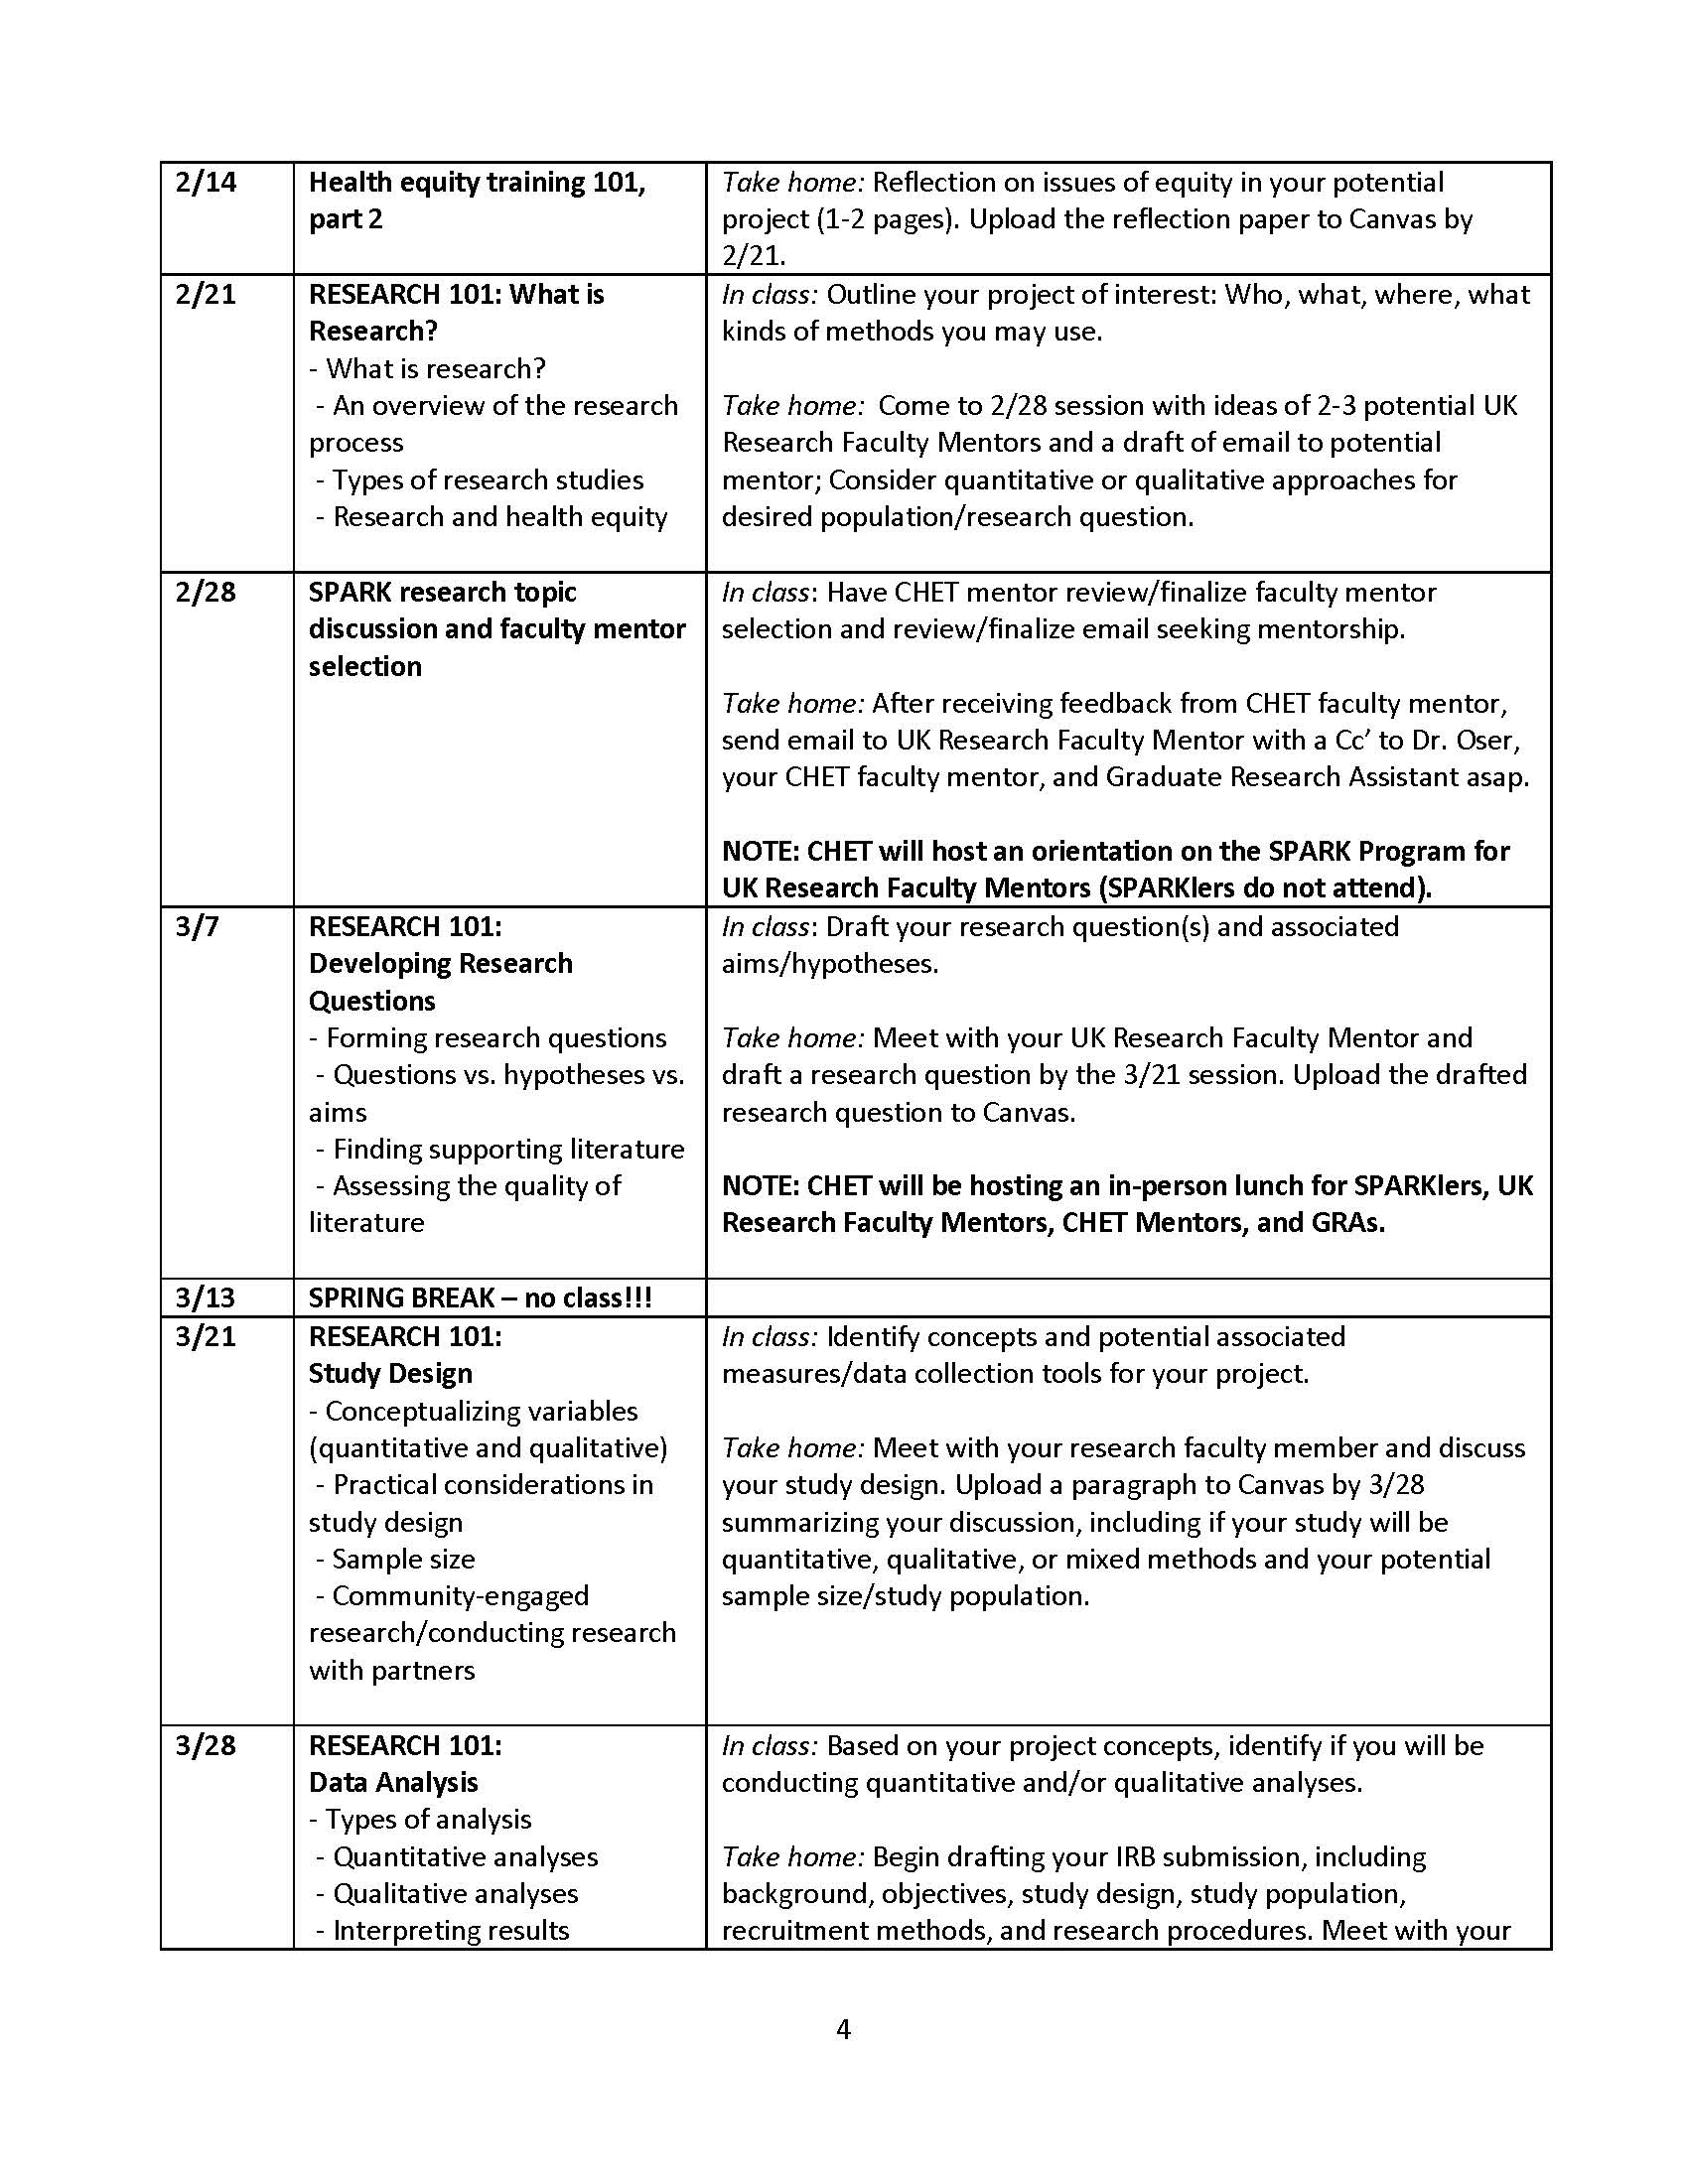 2/14
Health equity training 101,
part 2
Take home: Reflection on issues of equity in your potential
project (1-2 pages). Upload the reflection paper to Canvas by
2/21.
2/21
RESEARCH 101: What is
Research?
- What is research?
- An overview of the research
process
- Types of research studies
- Research and health equity
In class: Outline your project of interest: Who, what, where, what
kinds of methods you may use.
Take home:  Come to 2/28 session with ideas of 2-3 potential UK
Research Faculty Mentors and a draft of email to potential
mentor; Consider quantitative or qualitative approaches for
desired population/research question.
2/28
SPARK research topic
discussion and faculty mentor
selection
In class: Have CHET mentor review/finalize faculty mentor
selection and review/finalize email seeking mentorship.
Take home: After receiving feedback from CHET faculty mentor,
send email to UK Research Faculty Mentor with a Cc’ to Dr. Oser,
your CHET faculty mentor, and Graduate Research Assistant asap.
NOTE: CHET will host an orientation on the SPARK Program for
UK Research Faculty Mentors (SPARKlers do not attend).
3/7
RESEARCH 101:
Developing Research
Questions
- Forming research questions
- Questions vs. hypotheses vs.
aims
- Finding supporting literature
- Assessing the quality of
literature
In class: Draft your research question(s) and associated
aims/hypotheses.
Take home: Meet with your UK Research Faculty Mentor and
draft a research question by the 3/21 session. Upload the drafted
research question to Canvas.
NOTE: CHET will be hosting an in-person lunch for SPARKlers, UK
Research Faculty Mentors, CHET Mentors, and GRAs.
3/13
SPRING BREAK – no class!!!
3/21
RESEARCH 101:
Study Design
- Conceptualizing variables
(quantitative and qualitative)
- Practical considerations in
study design
- Sample size
- Community-engaged
research/conducting research
with partners
In class: Identify concepts and potential associated
measures/data collection tools for your project.
Take home: Meet with your research faculty member and discuss
your study design. Upload a paragraph to Canvas by 3/28
summarizing your discussion, including if your study will be
quantitative, qualitative, or mixed methods and your potential
sample size/study population.
3/28
RESEARCH 101:
Data Analysis
- Types of analysis
- Quantitative analyses
- Qualitative analyses
- Interpreting results
In class: Based on your project concepts, identify if you will be
conducting quantitative and/or qualitative analyses.
Take home: Begin drafting your IRB submission, including
background, objectives, study design, study population,
recruitment methods, and research procedures. Meet with your
4